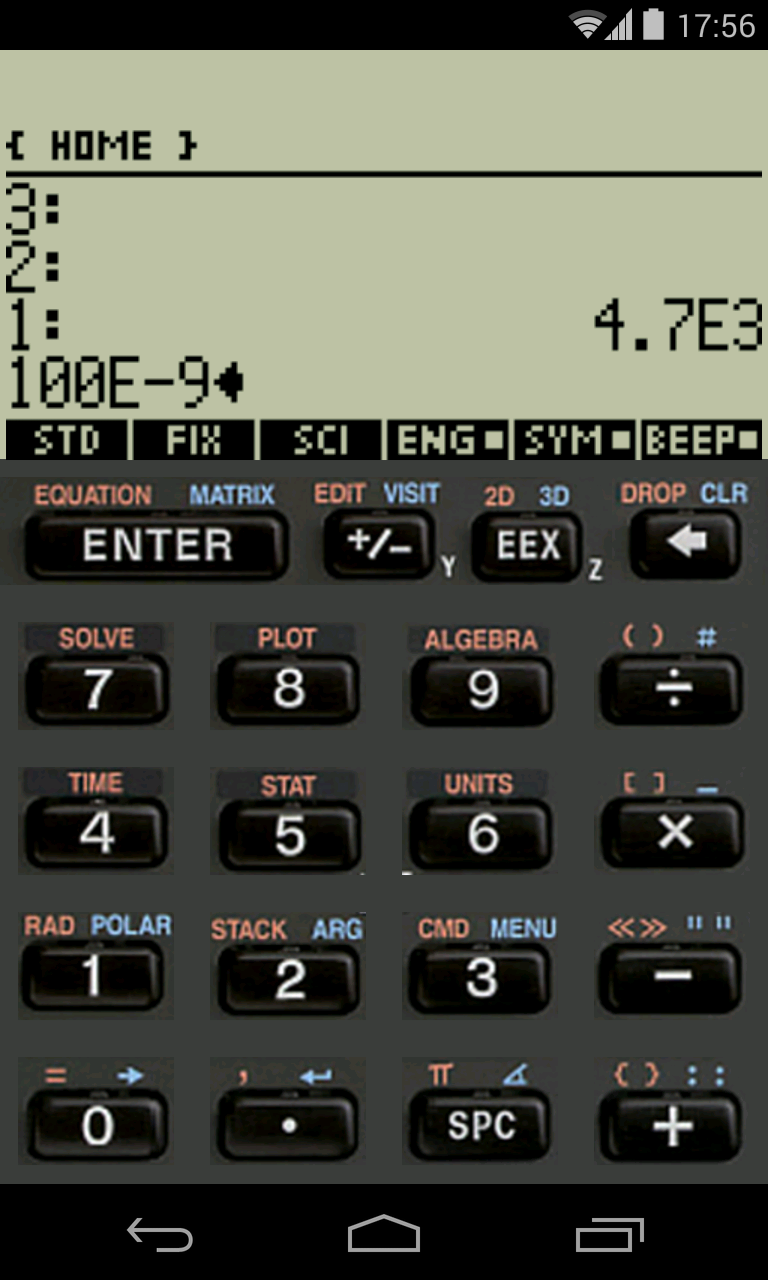 17:56
{ HOME }
3:
2:
1: 4.7E3
100E-9
STD FIX SCI ENG SYM BEEP
EQUATION MATRIX EDIT VISIT 2D 3D DROP CLR
ENTER +/- Y EEX Z
SOLVE PLOT ALGEBRA ( ) #
7 8 9 ÷
TIME STAT UNITS [ ] _
4 5 6 ×
RAD POLAR STACK ARG CMD MENU «» " "
1 2 3 −
= → , ↵ π ∡ { } : :
0 . SPC +